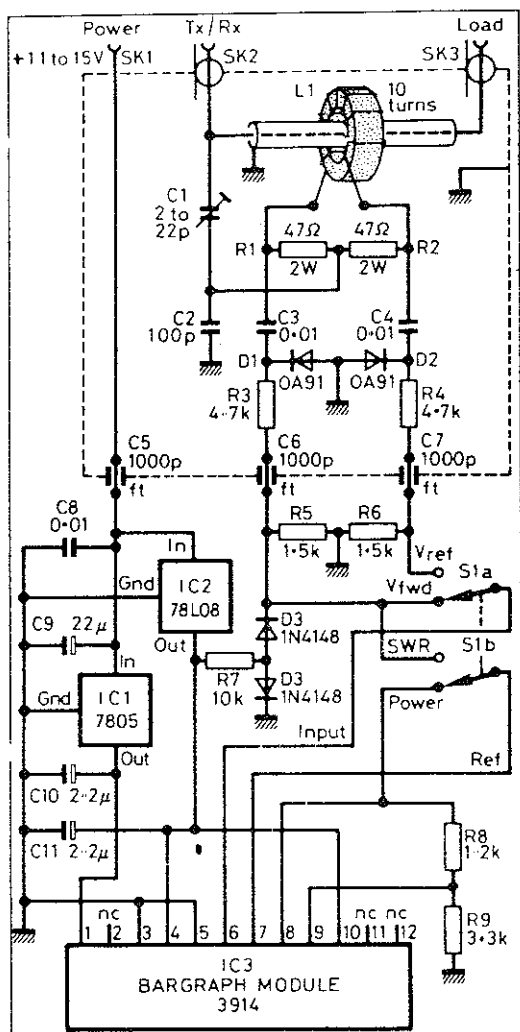 Power Tx/Rx Load
+11 to 15V SK1 SK2 SK3
L1 10
turns
C1
2 to
22p
47Ω 47Ω
R1 R2
2W 2W
C2
100p
C3
0·01
C4
0·01
D1 D2
OA91 OA91
R3
4·7k
R4
4·7k
C5
1000p
ft
C6
1000p
ft
C7
1000p
ft
C8
0·01
R5
1·5k
R6
1·5k
In
Vref
Gnd IC2
78L08
Vfwd S1a
C9 22µ
Out
D3
1N4148
SWR S1b
In
R7
10k
D3
1N4148
Power
Gnd IC1
7805
Input
Out
Ref
C10 2·2µ
C11 2·2µ
R8
1·2k
R9
3·3k
nc nc nc
1 2 3 4 5 6 7 8 9 10 11 12
IC3
BARGRAPH MODULE
3914